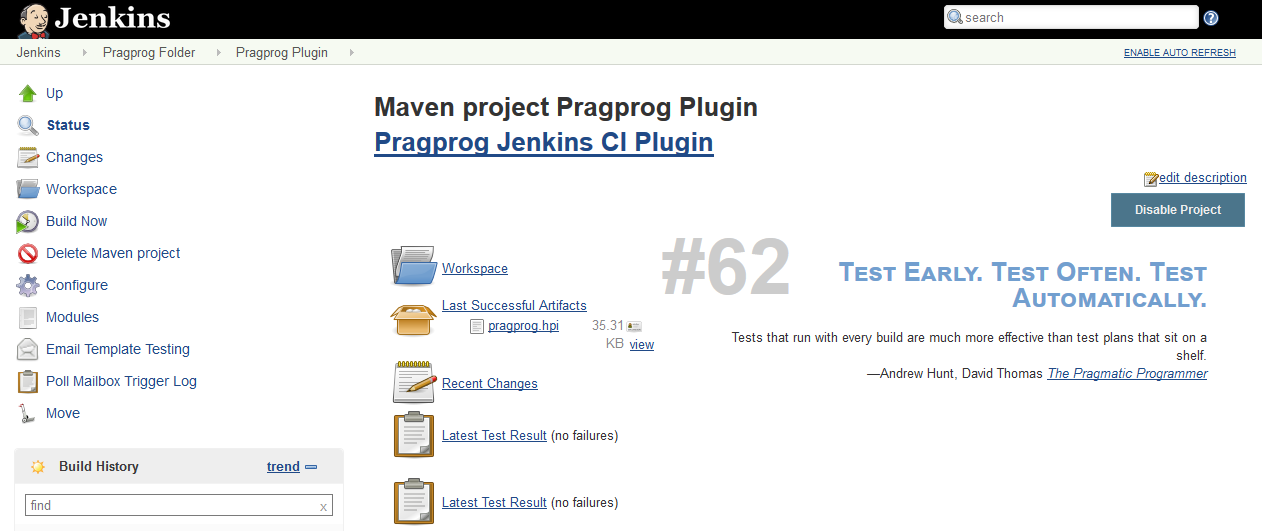 Jenkins
search
Jenkins Pragprog Folder Pragprog Plugin
ENABLE AUTO REFRESH
Up
Status
Changes
Workspace
Build Now
Delete Maven project
Configure
Modules
Email Template Testing
Poll Mailbox Trigger Log
Move
Build History trend
find x
Maven project Pragprog Plugin
Pragprog Jenkins CI Plugin
edit description
Disable Project
Workspace
Last Successful Artifacts
pragprog.hpi 35.31
KB view
Recent Changes
Latest Test Result (no failures)
Latest Test Result (no failures)
#62
Test Early. Test Often. Test
Automatically.
Tests that run with every build are much more effective than test plans that sit on a
shelf.
—Andrew Hunt, David Thomas The Pragmatic Programmer